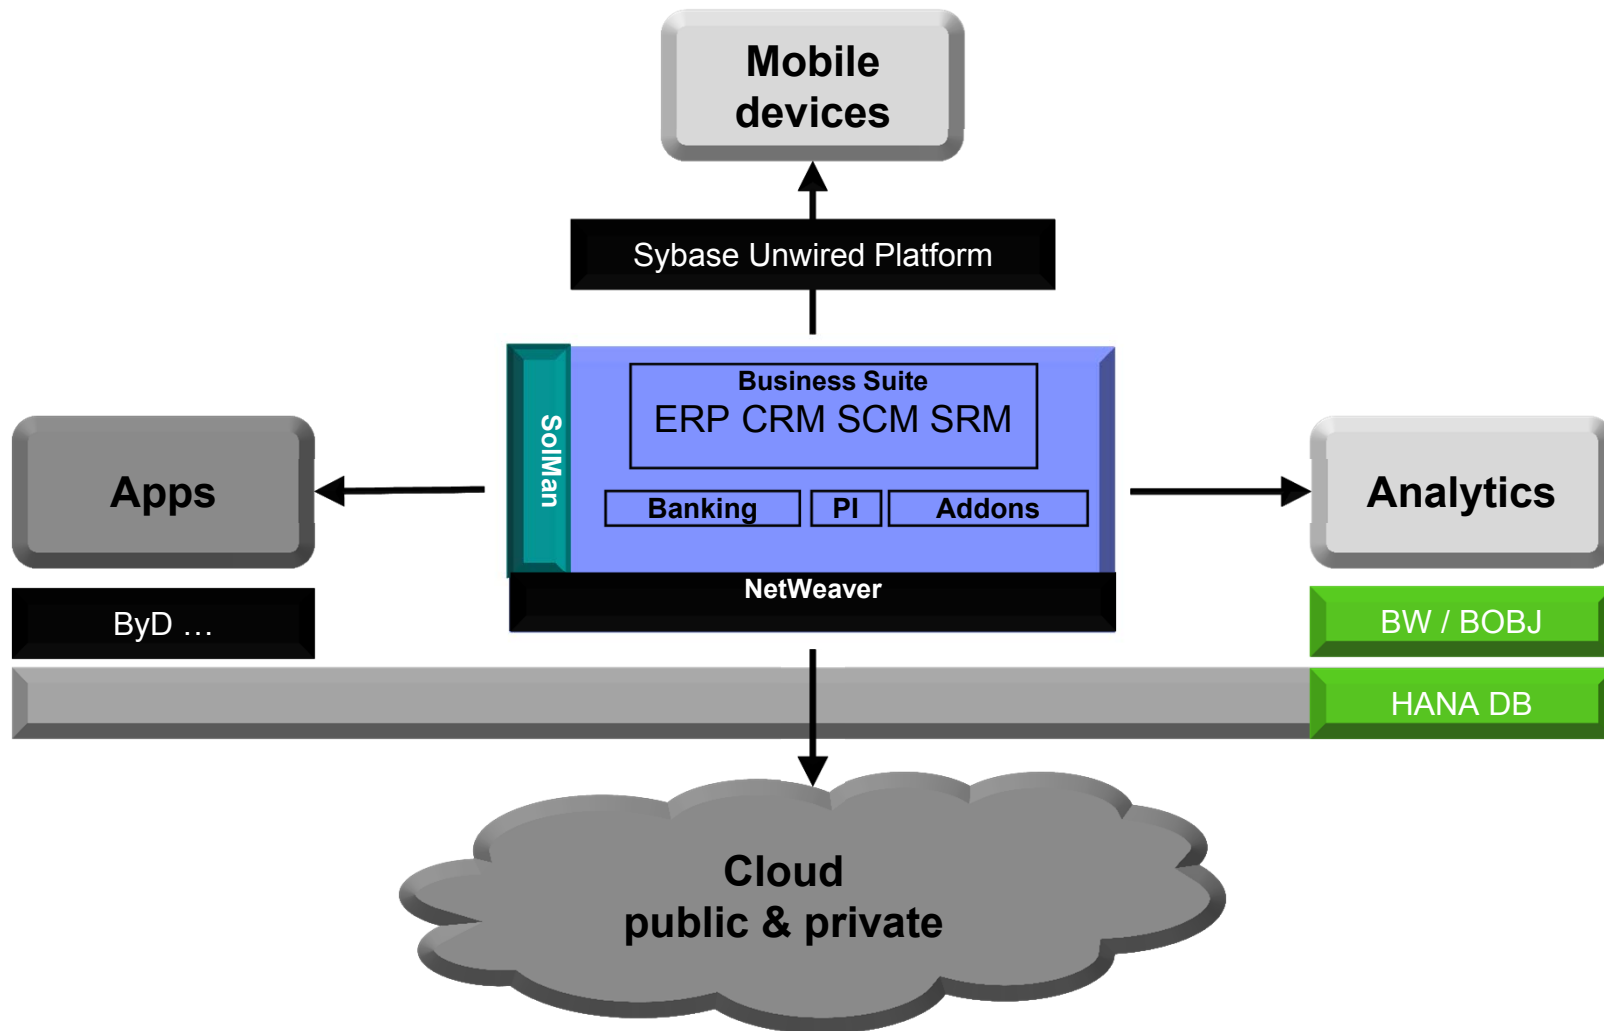 Mobile
devices
Sybase Unwired Platform
SolMan
Business Suite
ERP CRM SCM SRM
Banking
PI
Addons
NetWeaver
Apps
ByD …
Analytics
BW / BOBJ
HANA DB
Cloud
public & private